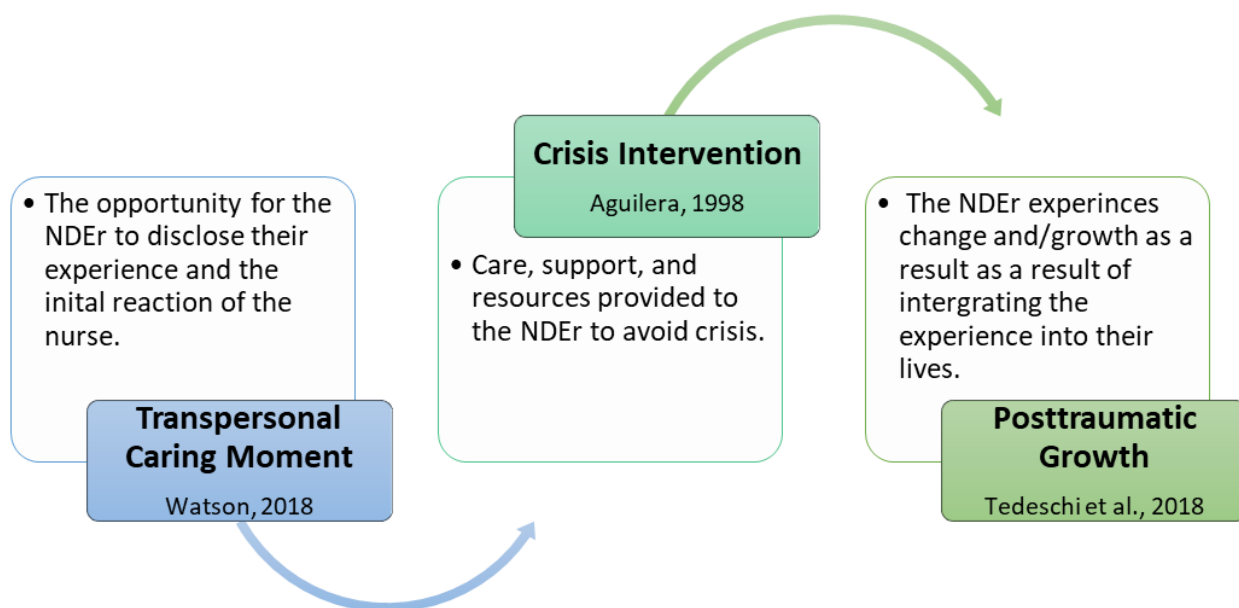 • The opportunity for the
NDEr to disclose their
experience and the
inital reaction of the
nurse.
Transpersonal
Caring Moment
Watson, 2018
Crisis Intervention
Aguilera, 1998
• Care, support, and
resources provided to
the NDEr to avoid crisis.
• The NDEr experinces
change and/growth as a
result as a result of
intergrating the
experience into their
lives.
Posttraumatic
Growth
Tedeschi et al., 2018